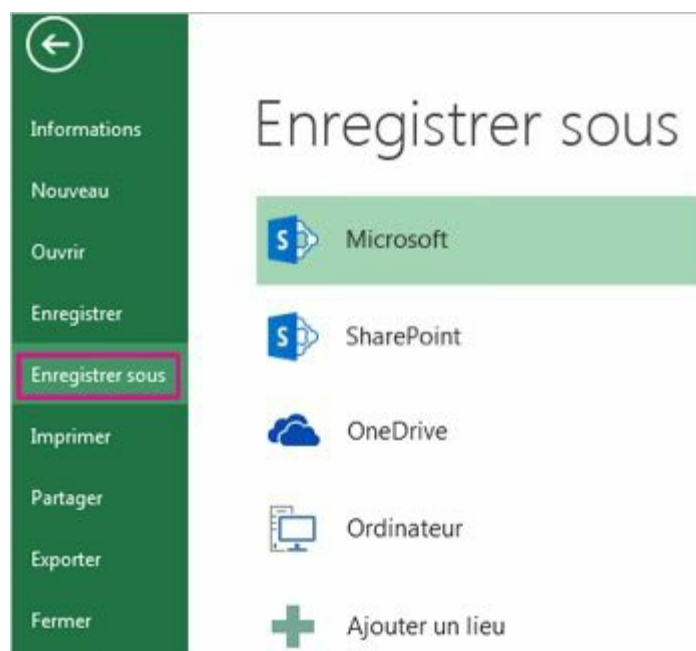 Informations
Nouveau
Ouvrir
Enregistrer
Enregistrer sous
Imprimer
Partager
Exporter
Fermer
Enregistrer sous
Microsoft
SharePoint
OneDrive
Ordinateur
Ajouter un lieu